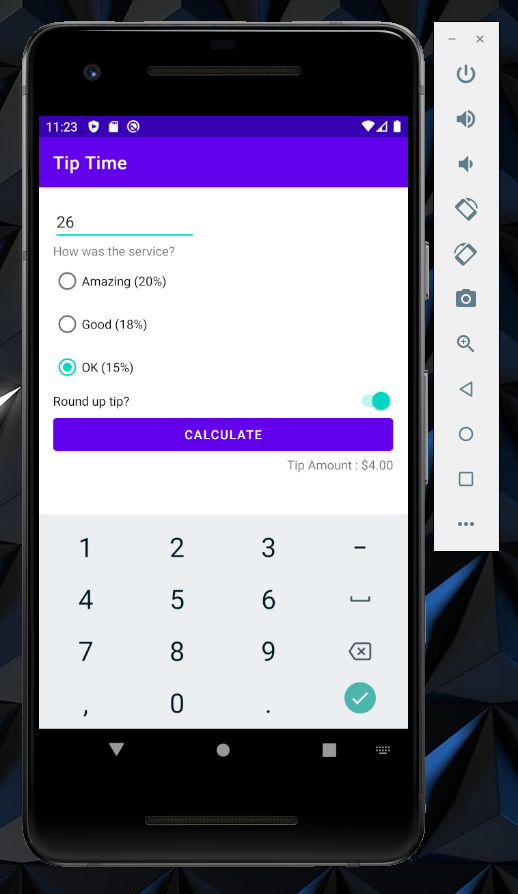 11:23
Tip Time
26
How was the service?
Amazing (20%)
Good (18%)
OK (15%)
Round up tip?
CALCULATE
Tip Amount : $4.00
1 2 3 -
4 5 6
7 8 9
, 0 .